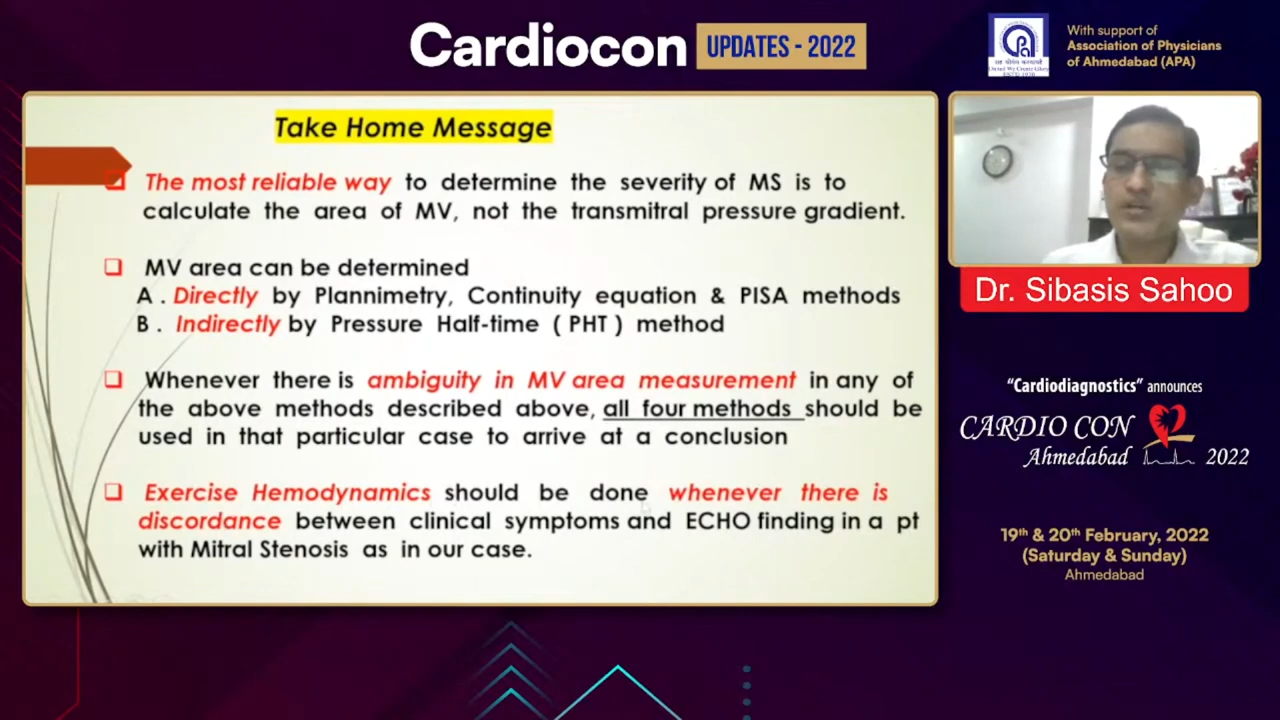 Cardiocon UPDATES - 2022
With support of
Association of Physicians
of Ahmedabad (APA)
Take Home Message
The most reliable way to determine the severity of MS is to
calculate the area of MV, not the transmitral pressure gradient.
MV area can be determined
A . Directly by Plannimetry, Continuity equation & PISA methods
B . Indirectly by Pressure Half-time ( PHT ) method
Whenever there is ambiguity in MV area measurement in any of
the above methods described above, all four methods should be
used in that particular case to arrive at a conclusion
Exercise Hemodynamics should be done whenever there is
discordance between clinical symptoms and ECHO finding in a pt
with Mitral Stenosis as in our case.
Dr. Sibasis Sahoo
“Cardiodiagnostics” announces
CARDIO CON
Ahmedabad 2022
19th & 20th February, 2022
(Saturday & Sunday)
Ahmedabad